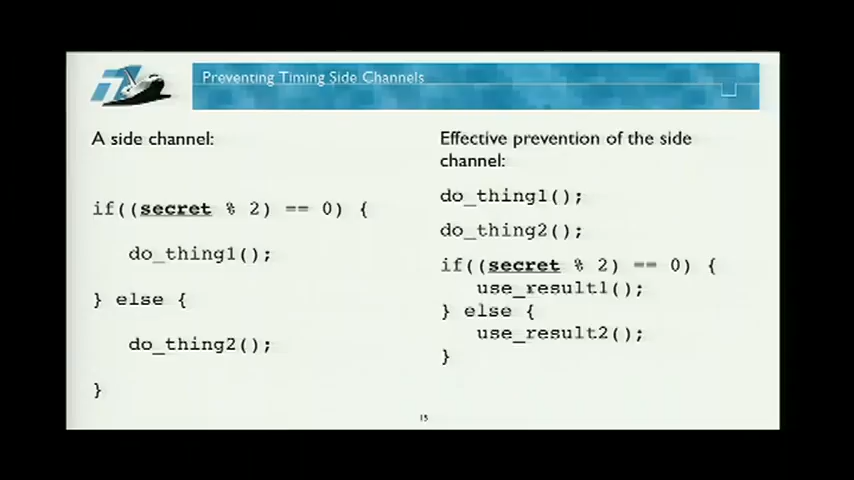 Preventing Timing Side Channels
A side channel:
if((secret % 2) == 0) {
do_thing1();
} else {
do_thing2();
}
Effective prevention of the side
channel:
do_thing1();
do_thing2();
if((secret % 2) == 0) {
use_result1();
} else {
use_result2();
}
15